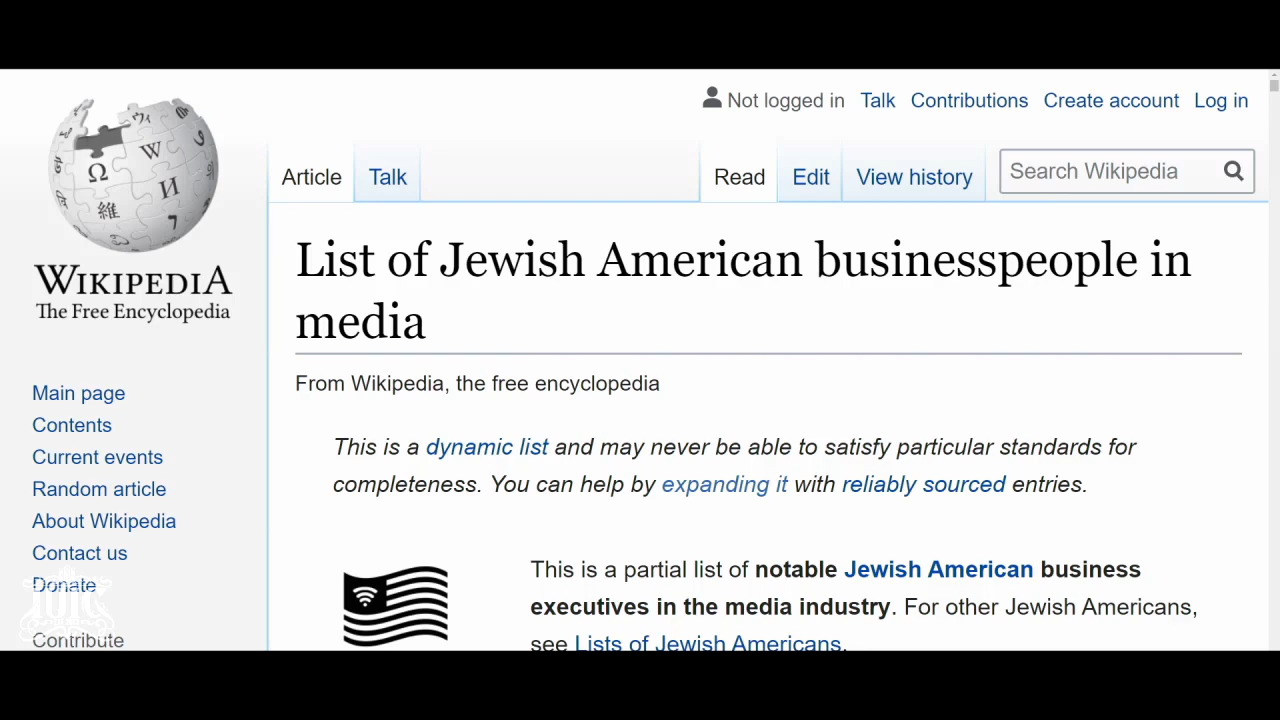 Not logged in Talk Contributions Create account Log in
Article Talk Read Edit View history Search Wikipedia
WIKIPEDIA
The Free Encyclopedia
List of Jewish American businesspeople in
media
From Wikipedia, the free encyclopedia
This is a dynamic list and may never be able to satisfy particular standards for
completeness. You can help by expanding it with reliably sourced entries.
Main page
Contents
Current events
Random article
About Wikipedia
Contact us
Donate
Contribute
This is a partial list of notable Jewish American business
executives in the media industry. For other Jewish Americans,
see Lists of Jewish Americans.